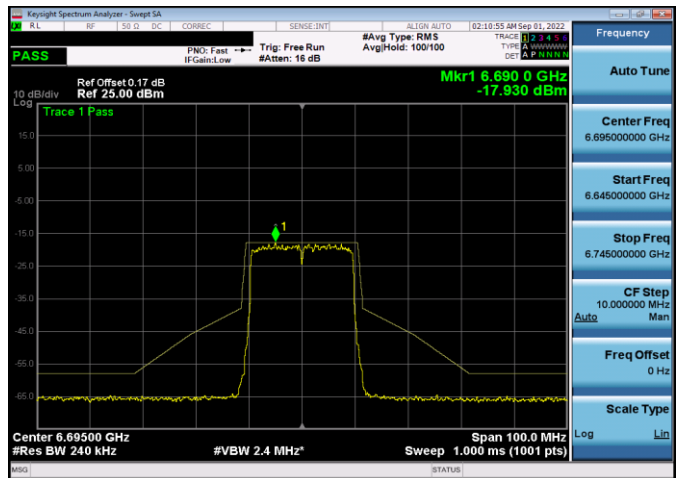 Keysight Spectrum Analyzer - Swept SA
RL RF 50 Ω DC CORREC SENSE:INT ALIGN AUTO 02:10:55 AM Sep 01, 2022
PASS
PNO: Fast
IFGain:Low
Trig: Free Run
#Atten: 16 dB
#Avg Type: RMS
Avg|Hold: 100/100
TRACE 1 2 3 4 5 6
TYPE A WWWWW
DET A P N N N N
Ref Offset 0.17 dB
10 dB/div Ref 25.00 dBm
Mkr1 6.690 0 GHz
-17.930 dBm
Log
Trace 1 Pass
15.0
5.00
-5.00
-15.0
-25.0
-35.0
-45.0
-55.0
-65.0
1
Center 6.69500 GHz Span 100.0 MHz
#Res BW 240 kHz #VBW 2.4 MHz* Sweep 1.000 ms (1001 pts)
MSG STATUS
Frequency
Auto Tune
Center Freq
6.695000000 GHz
Start Freq
6.645000000 GHz
Stop Freq
6.745000000 GHz
CF Step
10.000000 MHz
Auto Man
Freq Offset
0 Hz
Scale Type
Log Lin